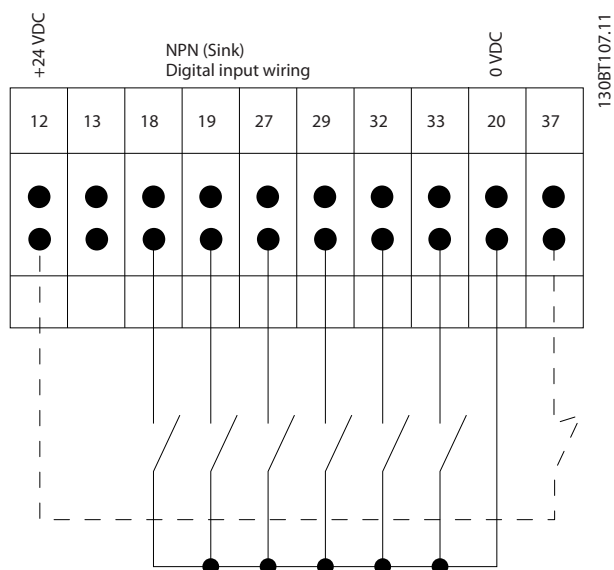 +24 VDC
NPN (Sink)
Digital input wiring
0 VDC
130BT107.11
12 13 18 19 27 29 32 33 20 37